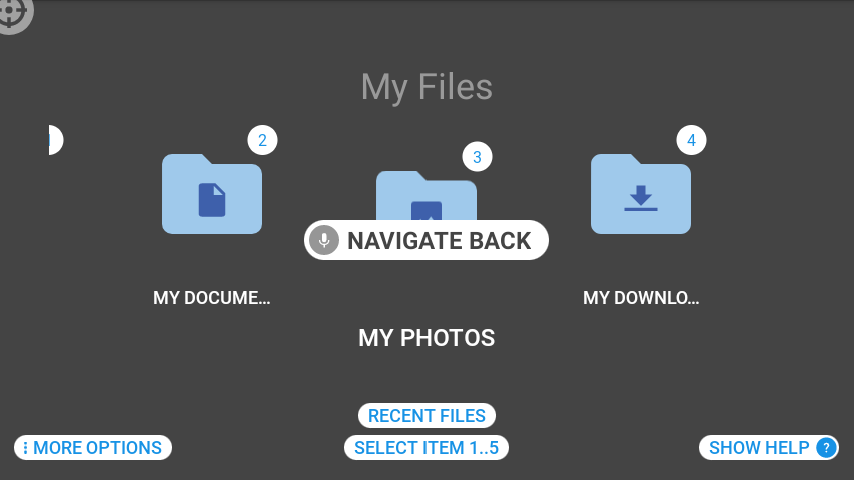 My Files
2
3
4
NAVIGATE BACK
MY DOCUME...
MY DOWNLO...
MY PHOTOS
RECENT FILES
MORE OPTIONS
SELECT ITEM 1..5
SHOW HELP ?